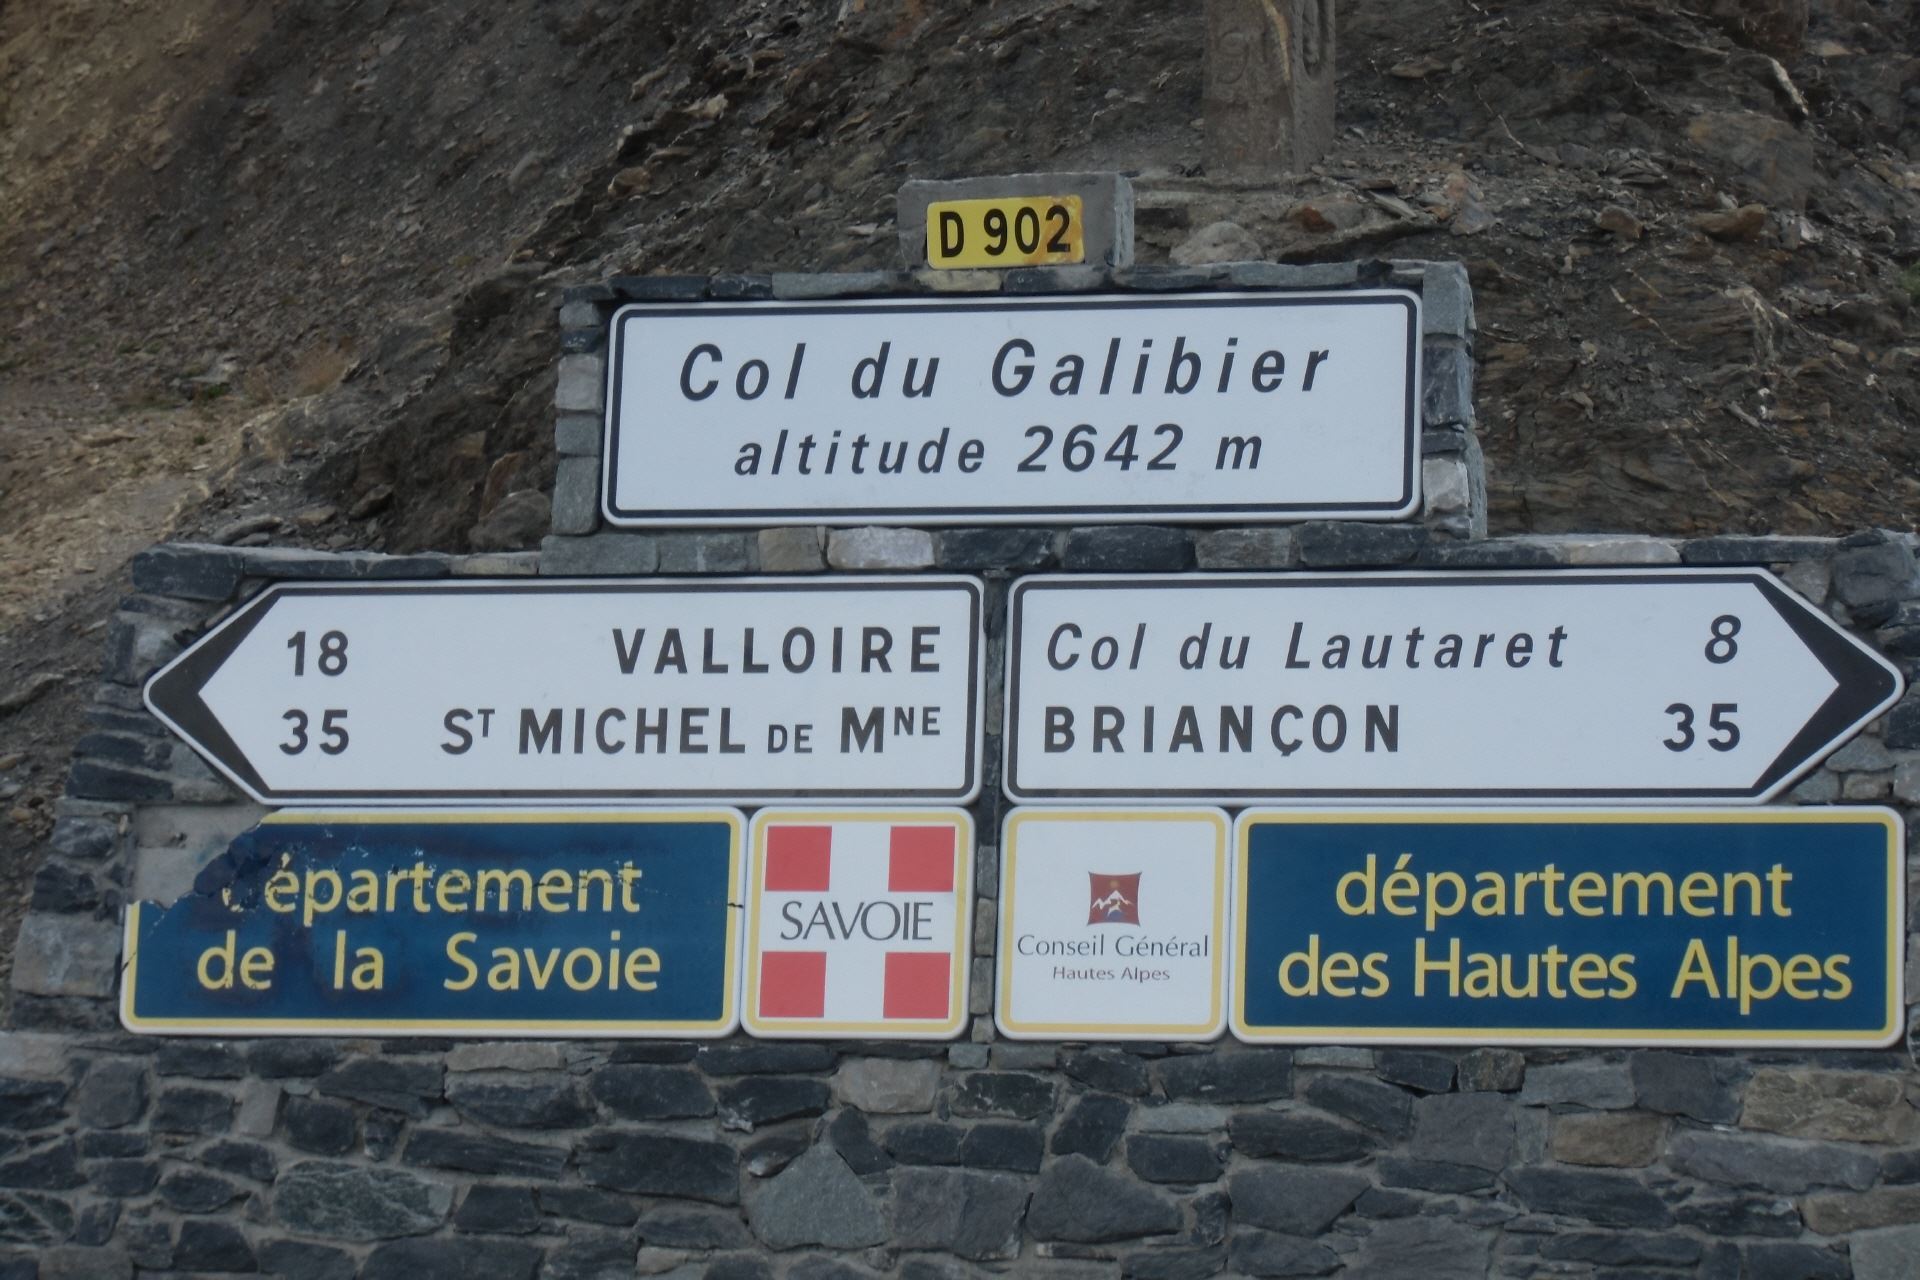 D 902
Col du Galibier
altitude 2642 m
18 VALLOIRE
35 Sᵀ MICHEL DE Mᴺᴱ
Col du Lautaret 8
BRIANÇON 35
département
de la Savoie
SAVOIE
Conseil Général
Hautes Alpes
département
des Hautes Alpes